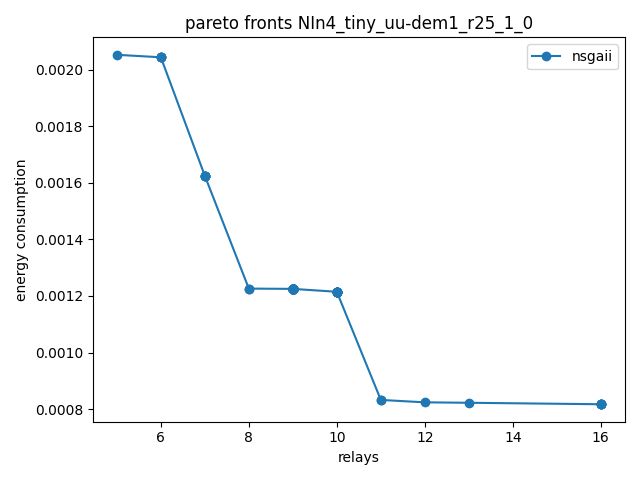 pareto fronts NIn4_tiny_uu-dem1_r25_1_0
nsgaii
0.0020
0.0018
0.0016
0.0014
0.0012
0.0010
0.0008
energy consumption
6 8 10 12 14 16
relays